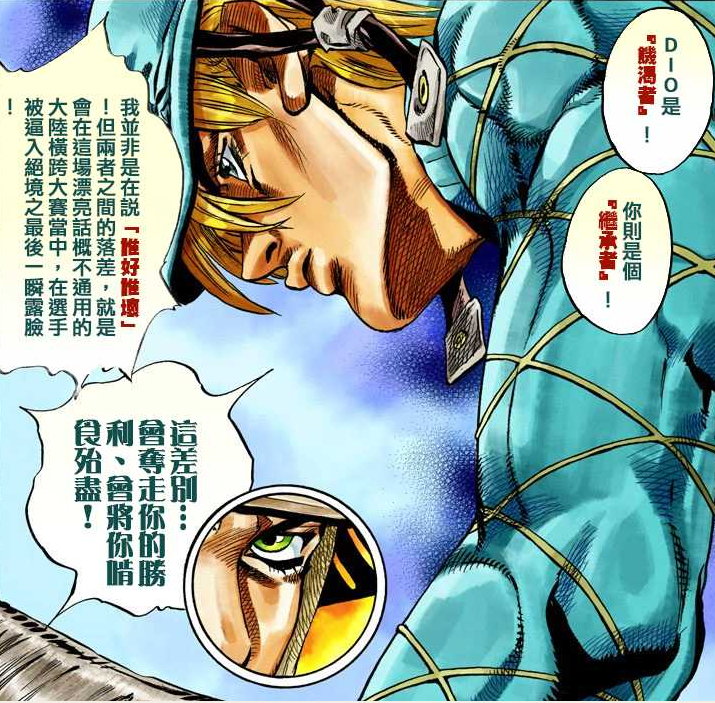 DIO是
『饑渴者』！
你則是個
『繼承者』！
我並非是在說「誰好誰壞」
！但兩者之間的落差，就是
會在這場漂亮話概不通用的
大陸橫跨大賽當中，在選手
被逼入絕境之最後一瞬露臉
！
這差別…
會奪走你的勝
利、會將你啃
食殆盡！